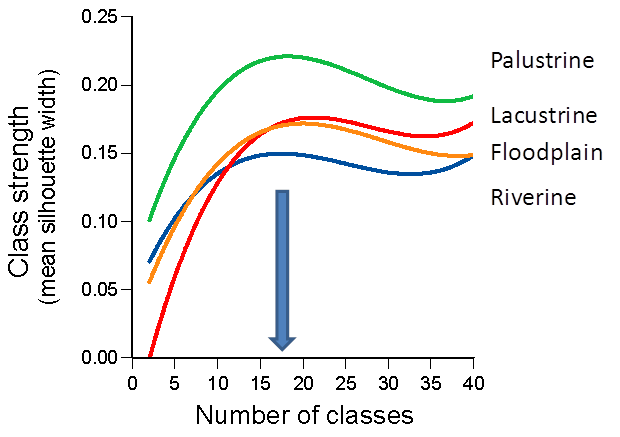 0.25
0.20
0.15
0.10
0.05
0.00
Class strength
(mean silhouette width)
0 5 10 15 20 25 30 35 40
Number of classes
Palustrine
Lacustrine
Floodplain
Riverine